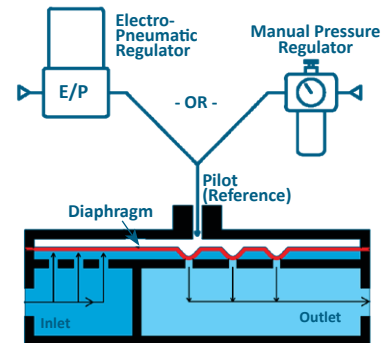 Electro-
Pneumatic
Regulator
Manual Pressure
Regulator
E/P
- OR -
Pilot
(Reference)
Diaphragm
Inlet
Outlet